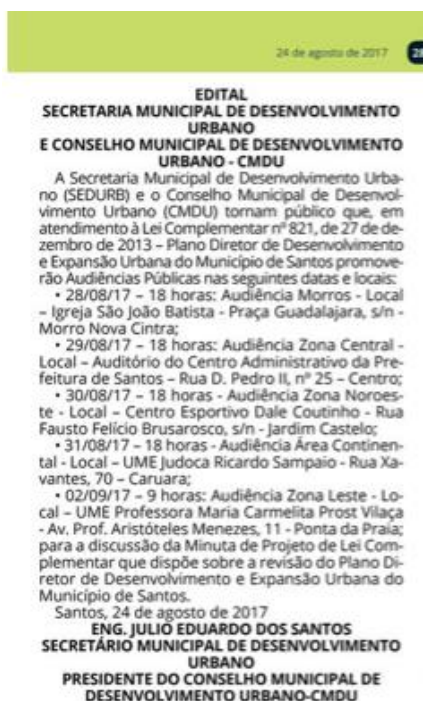 24 de agosto de 2017 28
EDITAL
SECRETARIA MUNICIPAL DE DESENVOLVIMENTO
URBANO
E CONSELHO MUNICIPAL DE DESENVOLVIMENTO
URBANO - CMDU
A Secretaria Municipal de Desenvolvimento Urba-
no (SEDURB) e o Conselho Municipal de Desenvol-
vimento Urbano (CMDU) tornam público que, em
atendimento à Lei Complementar nº 821, de 27 de de-
zembro de 2013 – Plano Diretor de Desenvolvimento
e Expansão Urbana do Município de Santos promove-
rão Audiências Públicas nas seguintes datas e locais:
• 28/08/17 – 18 horas: Audiência Morros - Local
– Igreja São João Batista - Praça Guadalajara, s/n -
Morro Nova Cintra;
• 29/08/17 – 18 horas: Audiência Zona Central -
Local – Auditório do Centro Administrativo da Pre-
feitura de Santos – Rua D. Pedro II, nº 25 – Centro;
• 30/08/17 – 18 horas - Audiência Zona Noroes-
te - Local – Centro Esportivo Dale Coutinho - Rua
Fausto Felício Brusarosco, s/n - Jardim Castelo;
• 31/08/17 – 18 horas - Audiência Área Continen-
tal - Local – UME Judoca Ricardo Sampaio - Rua Xa-
vantes, 70 – Caruara;
• 02/09/17 – 9 horas: Audiência Zona Leste - Lo-
cal – UME Professora Maria Carmelita Prost Vilaça
- Av. Prof. Aristóteles Menezes, 11 - Ponta da Praia;
para a discussão da Minuta de Projeto de Lei Com-
plementar que dispõe sobre a revisão do Plano Di-
retor de Desenvolvimento e Expansão Urbana do
Município de Santos.
Santos, 24 de agosto de 2017
ENG. JULIO EDUARDO DOS SANTOS
SECRETÁRIO MUNICIPAL DE DESENVOLVIMENTO
URBANO
PRESIDENTE DO CONSELHO MUNICIPAL DE
DESENVOLVIMENTO URBANO-CMDU